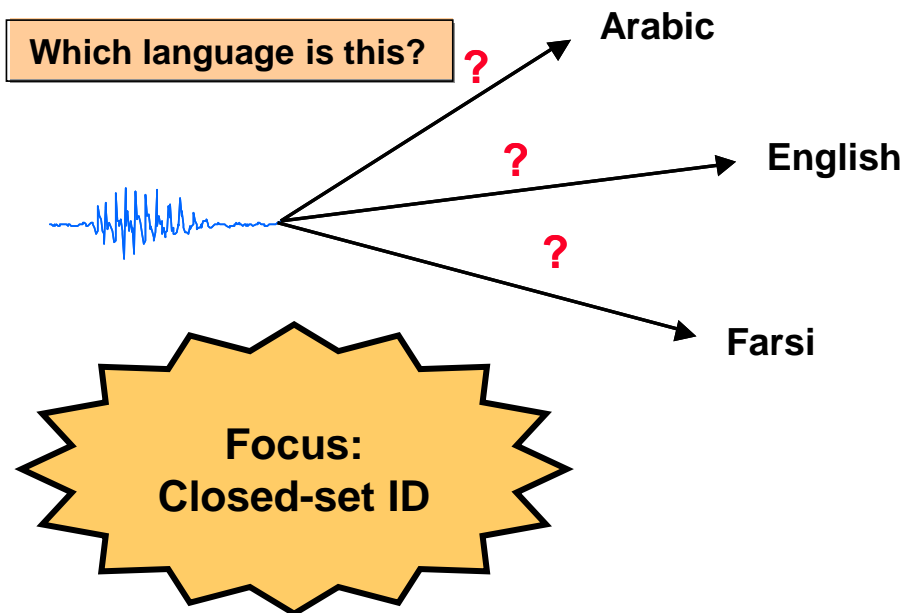 Which language is this?
Arabic
?
English
?
?
Farsi
Focus:
Closed-set ID